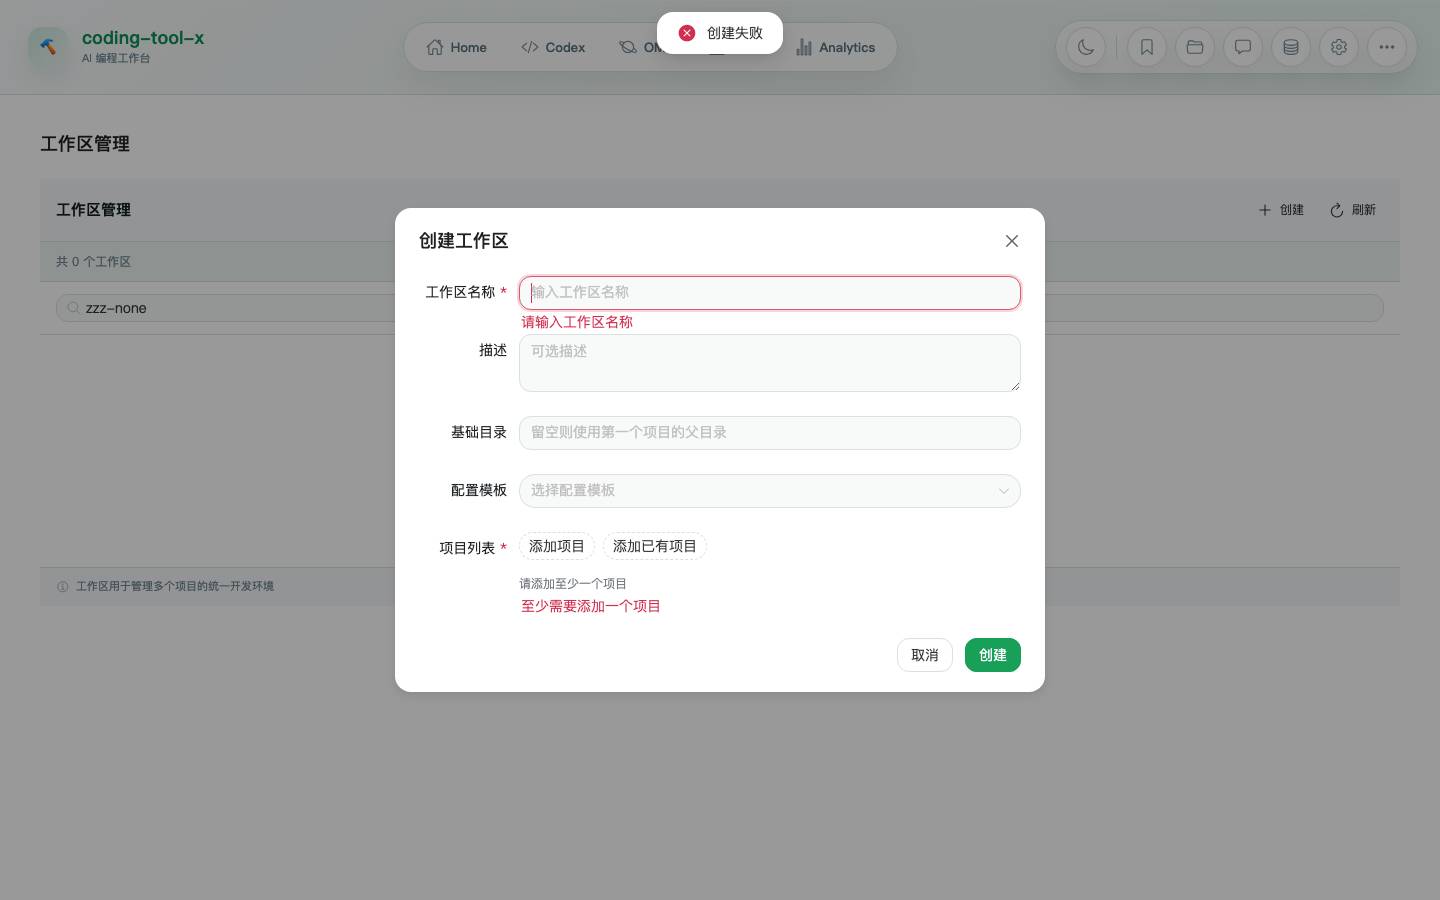 coding-tool-x
AI 编程工作台
Home
Codex
Analytics
创建失败
工作区管理
工作区管理
创建
刷新
共 0 个工作区
zzz-none
创建工作区
工作区名称 *
输入工作区名称
请输入工作区名称
描述
可选描述
基础目录
留空则使用第一个项目的父目录
配置模板
选择配置模板
项目列表 *
添加项目
添加已有项目
请添加至少一个项目
至少需要添加一个项目
取消
创建
工作区用于管理多个项目的统一开发环境